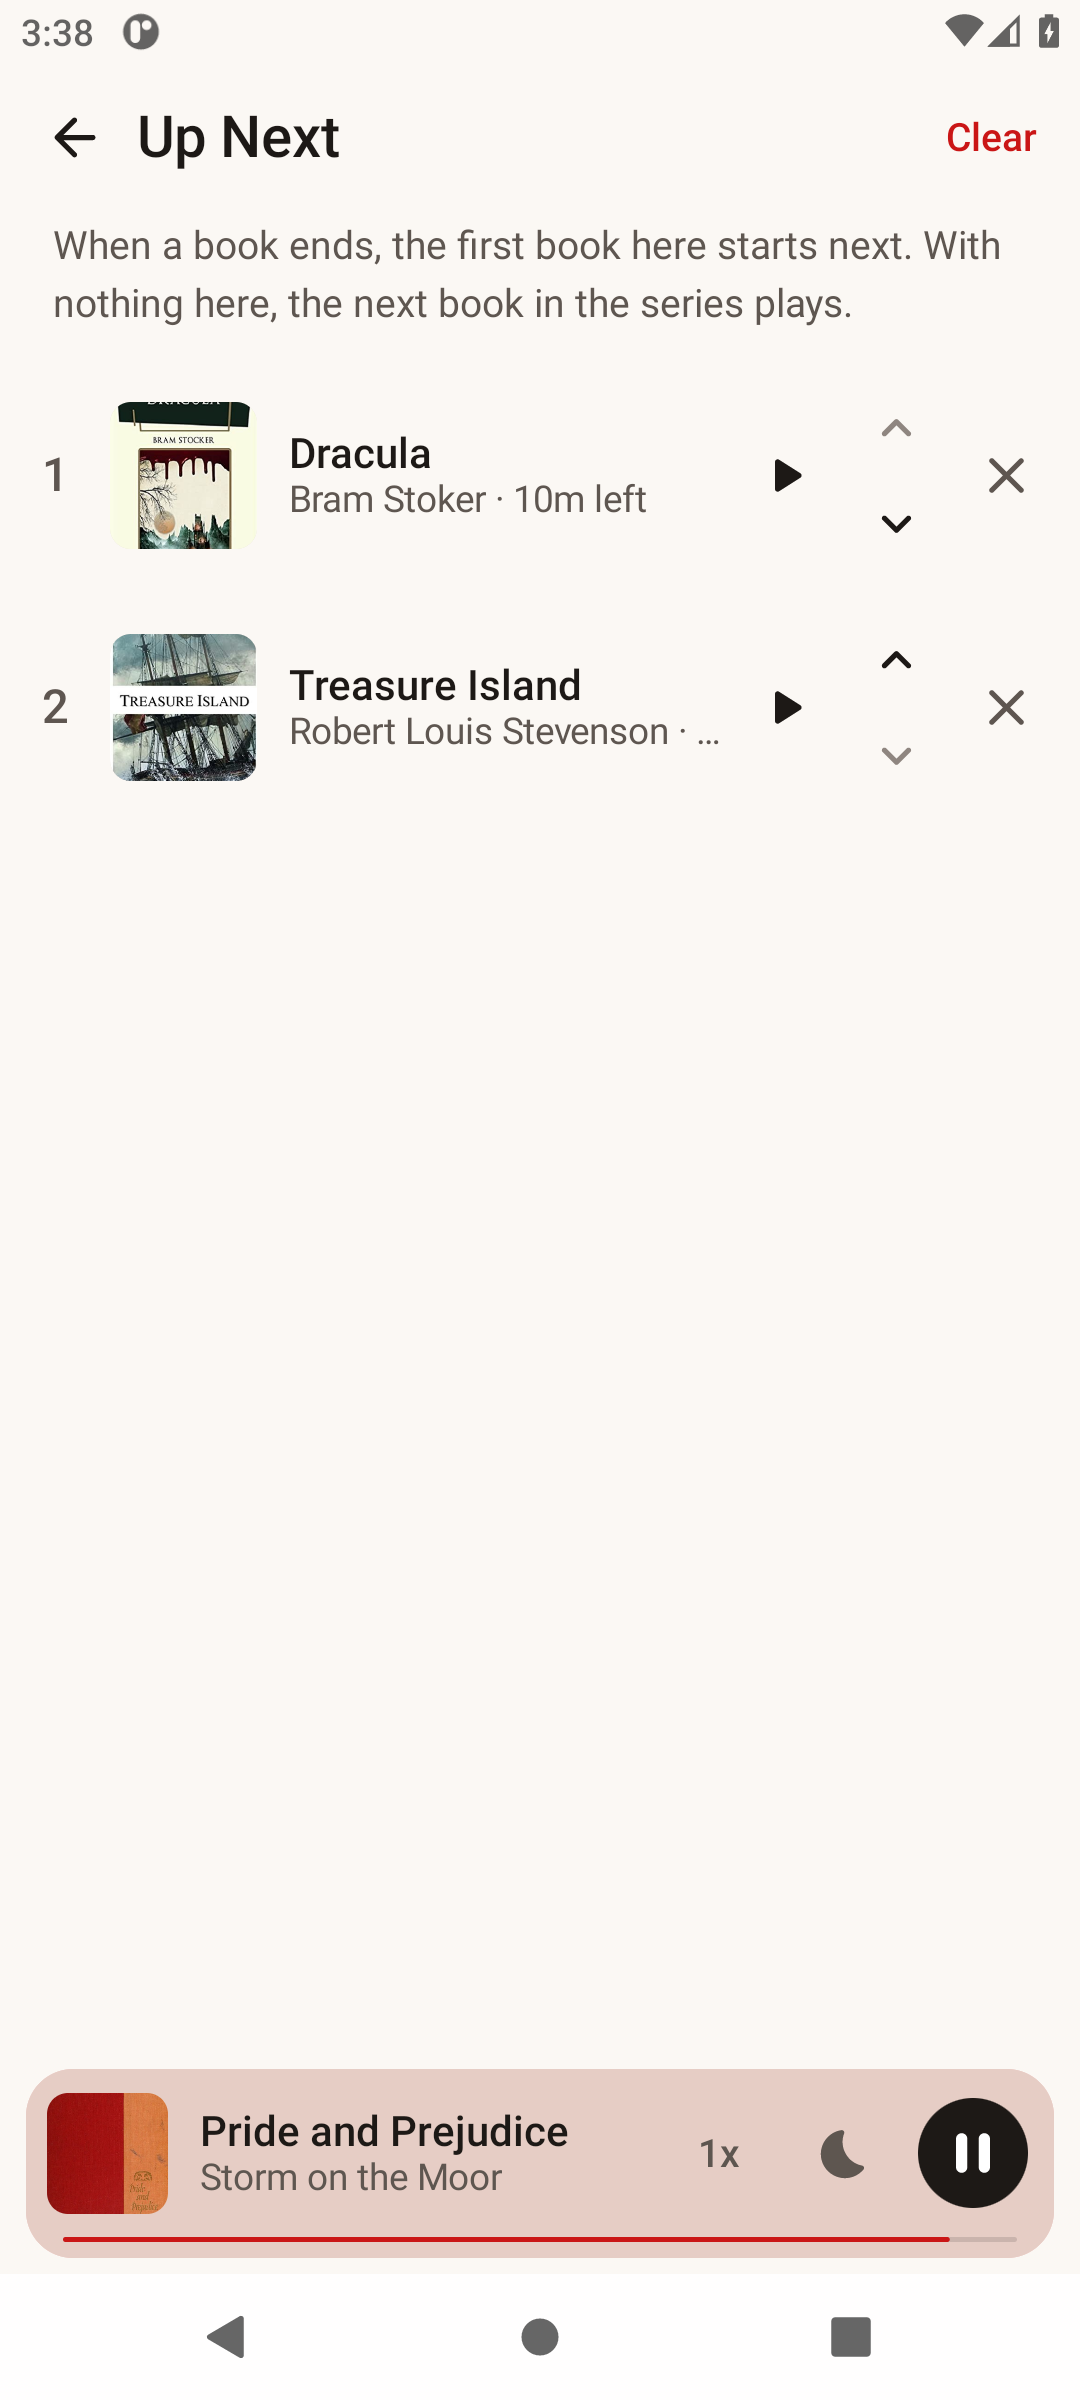 3:38
Up Next
Clear
When a book ends, the first book here starts next. With
nothing here, the next book in the series plays.
1
BRAM STOCKER
Dracula
Bram Stoker · 10m left
2
TREASURE ISLAND
Treasure Island
Robert Louis Stevenson · …
Pride and Prejudice
Storm on the Moor
1x